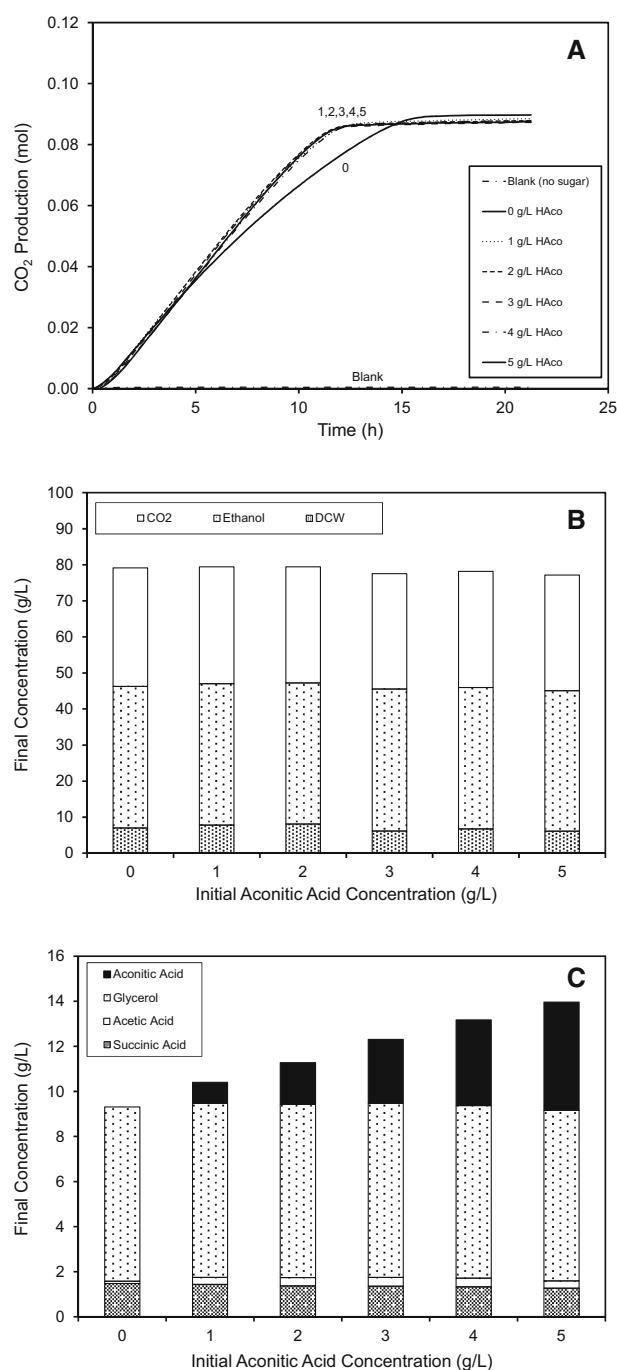 A
0.12
0.10
0.08
0.06
0.04
0.02
0.00
CO2 Production (mol)
1,2,3,4,5
0
Blank
Blank (no sugar)
0 g/L HAco
1 g/L HAco
2 g/L HAco
3 g/L HAco
4 g/L HAco
5 g/L HAco
0 5 10 15 20 25
Time (h)
B
CO2 Ethanol DCW
100
90
80
70
60
50
40
30
20
10
0
Final Concentration (g/L)
0 1 2 3 4 5
Initial Aconitic Acid Concentration (g/L)
C
Aconitic Acid
Glycerol
Acetic Acid
Succinic Acid
16
14
12
10
8
6
4
2
0
Final Concentration (g/L)
0 1 2 3 4 5
Initial Aconitic Acid Concentration (g/L)